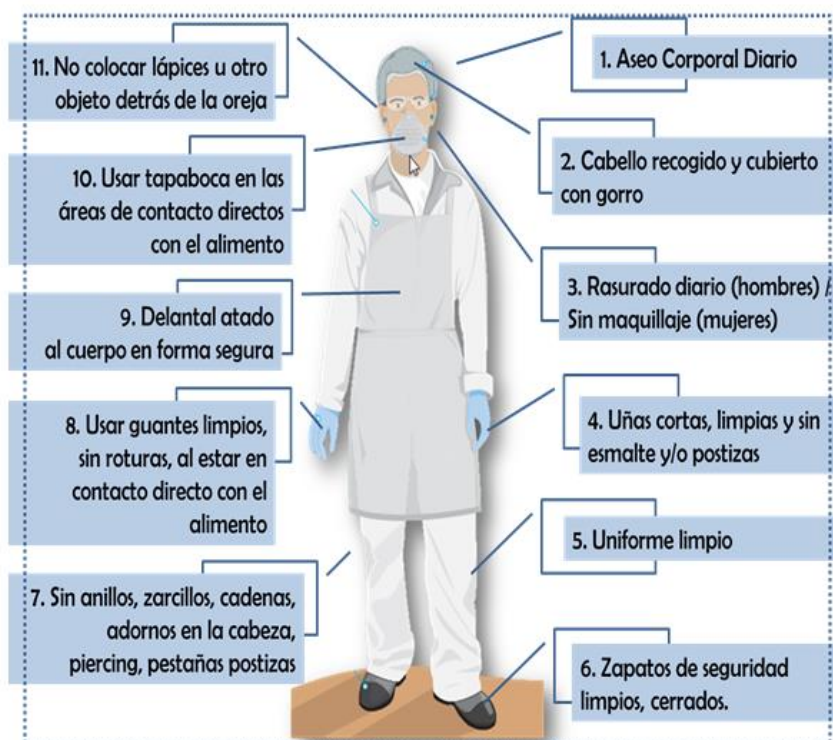 1. Aseo Corporal Diario
2. Cabello recogido y cubierto
con gorro
3. Rasurado diario (hombres) /
Sin maquillaje (mujeres)
4. Uñas cortas, limpias y sin
esmalte y/o postizas
5. Uniforme limpio
6. Zapatos de seguridad
limpios, cerrados.
7. Sin anillos, zarcillos, cadenas,
adornos en la cabeza,
piercing, pestañas postizas
8. Usar guantes limpios,
sin roturas, al estar en
contacto directo con el
alimento
9. Delantal atado
al cuerpo en forma segura
10. Usar tapaboca en las
áreas de contacto directos
con el alimento
11. No colocar lápices u otro
objeto detrás de la oreja